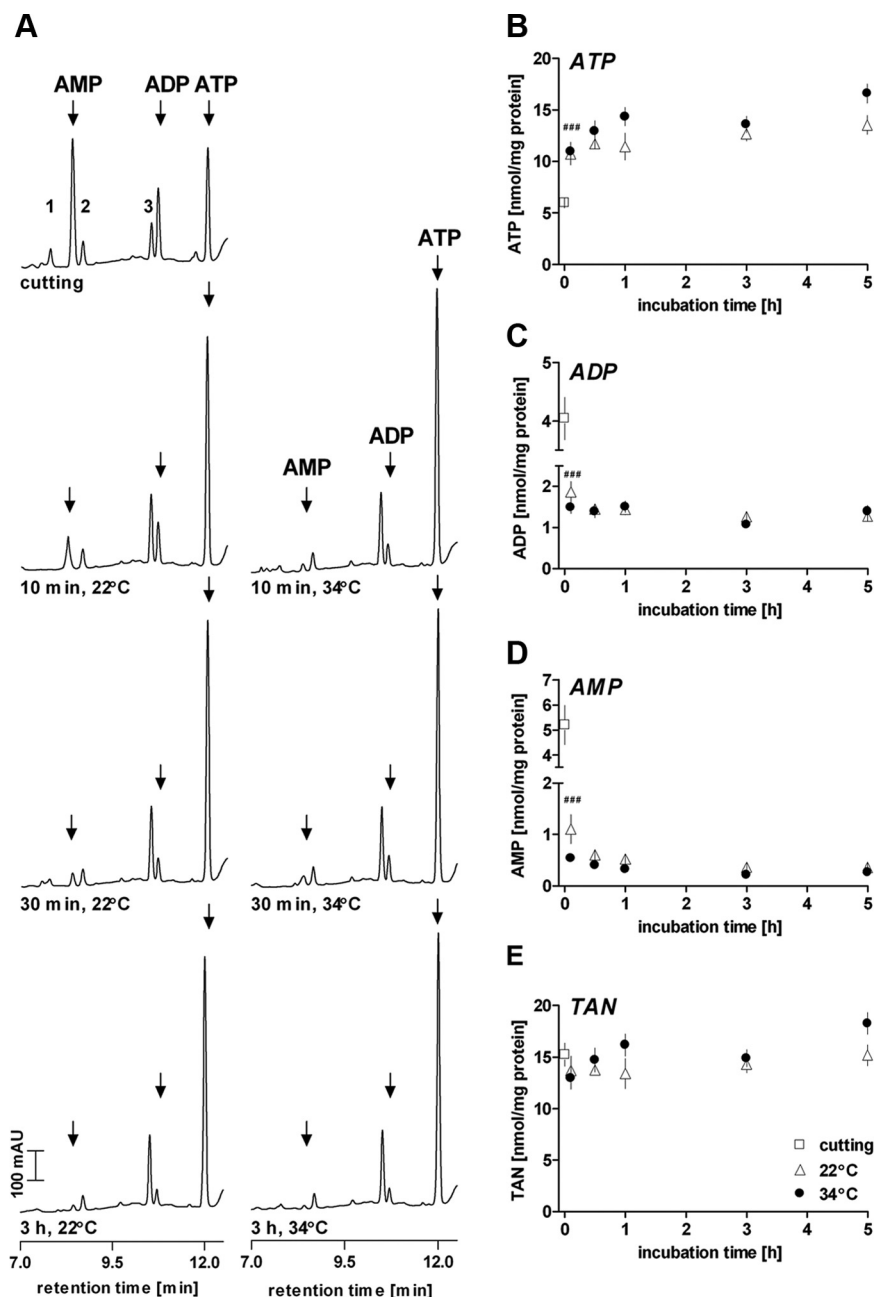 A
AMP ADP ATP
1 2 3
cutting
ATP
ADP
AMP
10 min, 22°C
10 min, 34°C
30 min, 22°C
30 min, 34°C
100 mAU
3 h, 22°C
3 h, 34°C
7.0 9.5 12.0
7.0 9.5 12.0
retention time [min]
retention time [min]
B
ATP
ATP [nmol/mg protein]
20
15
10
5
0
###
0 1 2 3 4 5
incubation time [h]
C
ADP
ADP [nmol/mg protein]
5
4
2
1
0
###
0 1 2 3 4 5
incubation time [h]
D
AMP
AMP [nmol/mg protein]
7
6
5
4
2
1
0
###
0 1 2 3 4 5
incubation time [h]
E
TAN
TAN [nmol/mg protein]
20
15
10
5
0
cutting
22°C
34°C
0 1 2 3 4 5
incubation time [h]